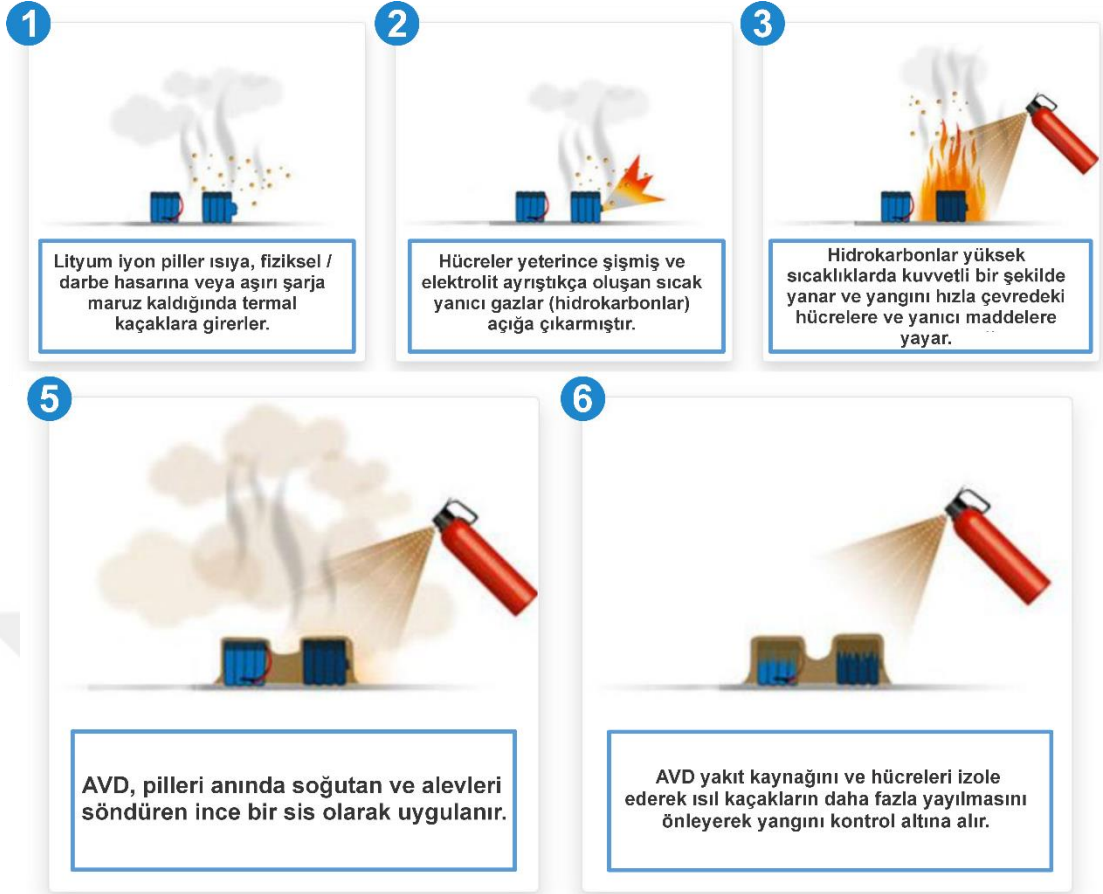 1
Lityum iyon piller ısıya, fiziksel /
darbe hasarına veya aşırı şarja
maruz kaldığında termal
kaçaklara girerler.
2
Hücreler yeterince şişmiş ve
elektrolit ayrıştıkça oluşan sıcak
yanıcı gazlar (hidrokarbonlar)
açığa çıkarmıştır.
3
Hidrokarbonlar yüksek
sıcaklıklarda kuvvetli bir şekilde
yanar ve yangını hızla çevredeki
hücrelere ve yanıcı maddelere
yayar.
5
AVD, pilleri anında soğutan ve alevleri
söndüren ince bir sis olarak uygulanır.
6
AVD yakıt kaynağını ve hücreleri izole
ederek ısıl kaçakların daha fazla yayılmasını
önleyerek yangını kontrol altına alır.